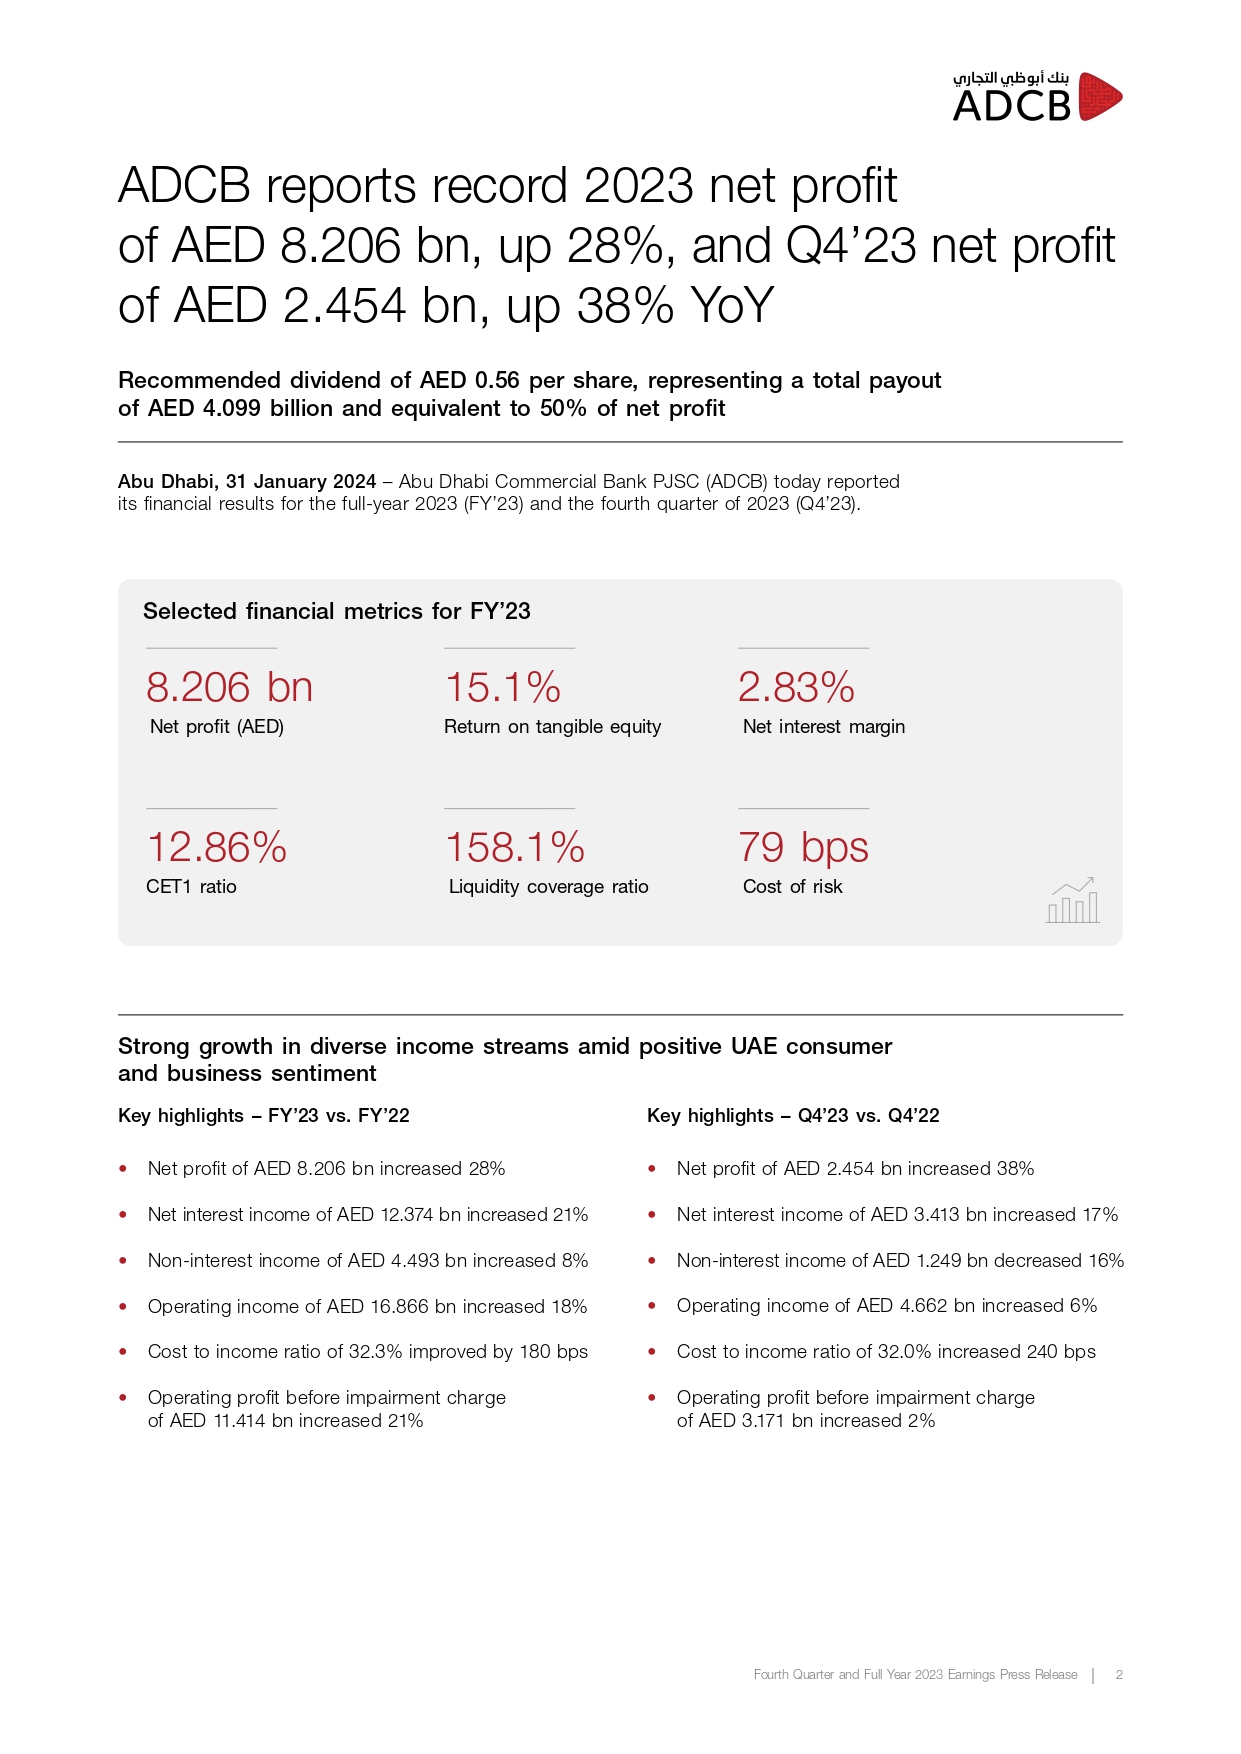 بنك أبوظبي التجاري
ADCB
ADCB reports record 2023 net profit
of AED 8.206 bn, up 28%, and Q4’23 net profit
of AED 2.454 bn, up 38% YoY
Recommended dividend of AED 0.56 per share, representing a total payout
of AED 4.099 billion and equivalent to 50% of net profit
Abu Dhabi, 31 January 2024 – Abu Dhabi Commercial Bank PJSC (ADCB) today reported
its financial results for the full-year 2023 (FY’23) and the fourth quarter of 2023 (Q4’23).
Selected financial metrics for FY’23
8.206 bn
Net profit (AED)
15.1%
Return on tangible equity
2.83%
Net interest margin
12.86%
CET1 ratio
158.1%
Liquidity coverage ratio
79 bps
Cost of risk
Strong growth in diverse income streams amid positive UAE consumer
and business sentiment
Key highlights – FY’23 vs. FY’22
• Net profit of AED 8.206 bn increased 28%
• Net interest income of AED 12.374 bn increased 21%
• Non-interest income of AED 4.493 bn increased 8%
• Operating income of AED 16.866 bn increased 18%
• Cost to income ratio of 32.3% improved by 180 bps
• Operating profit before impairment charge
of AED 11.414 bn increased 21%
Key highlights – Q4’23 vs. Q4’22
• Net profit of AED 2.454 bn increased 38%
• Net interest income of AED 3.413 bn increased 17%
• Non-interest income of AED 1.249 bn decreased 16%
• Operating income of AED 4.662 bn increased 6%
• Cost to income ratio of 32.0% increased 240 bps
• Operating profit before impairment charge
of AED 3.171 bn increased 2%
Fourth Quarter and Full Year 2023 Earnings Press Release | 2